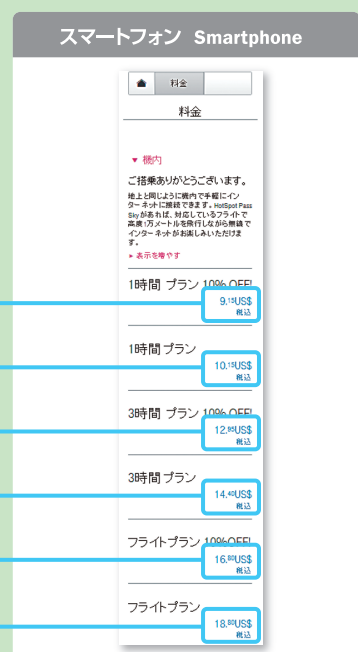 スマートフォン Smartphone
料金
料金
▼ 機内
ご搭乗ありがとうございます。
地上と同じように機内で手軽にイン
ターネットに接続できます。HotSpot Pass
Skyがあれば、対応しているフライトで
高度1万メートルを飛行しながら無線で
インターネットがお楽しみいただけま
す。
▶ 表示を増やす
1時間 プラン 10% OFF!
9.15US$
税込
1時間 プラン
10.15US$
税込
3時間 プラン 10% OFF!
12.95US$
税込
3時間 プラン
14.40US$
税込
フライトプラン 10%OFF!
16.80US$
税込
フライトプラン
18.80US$
税込